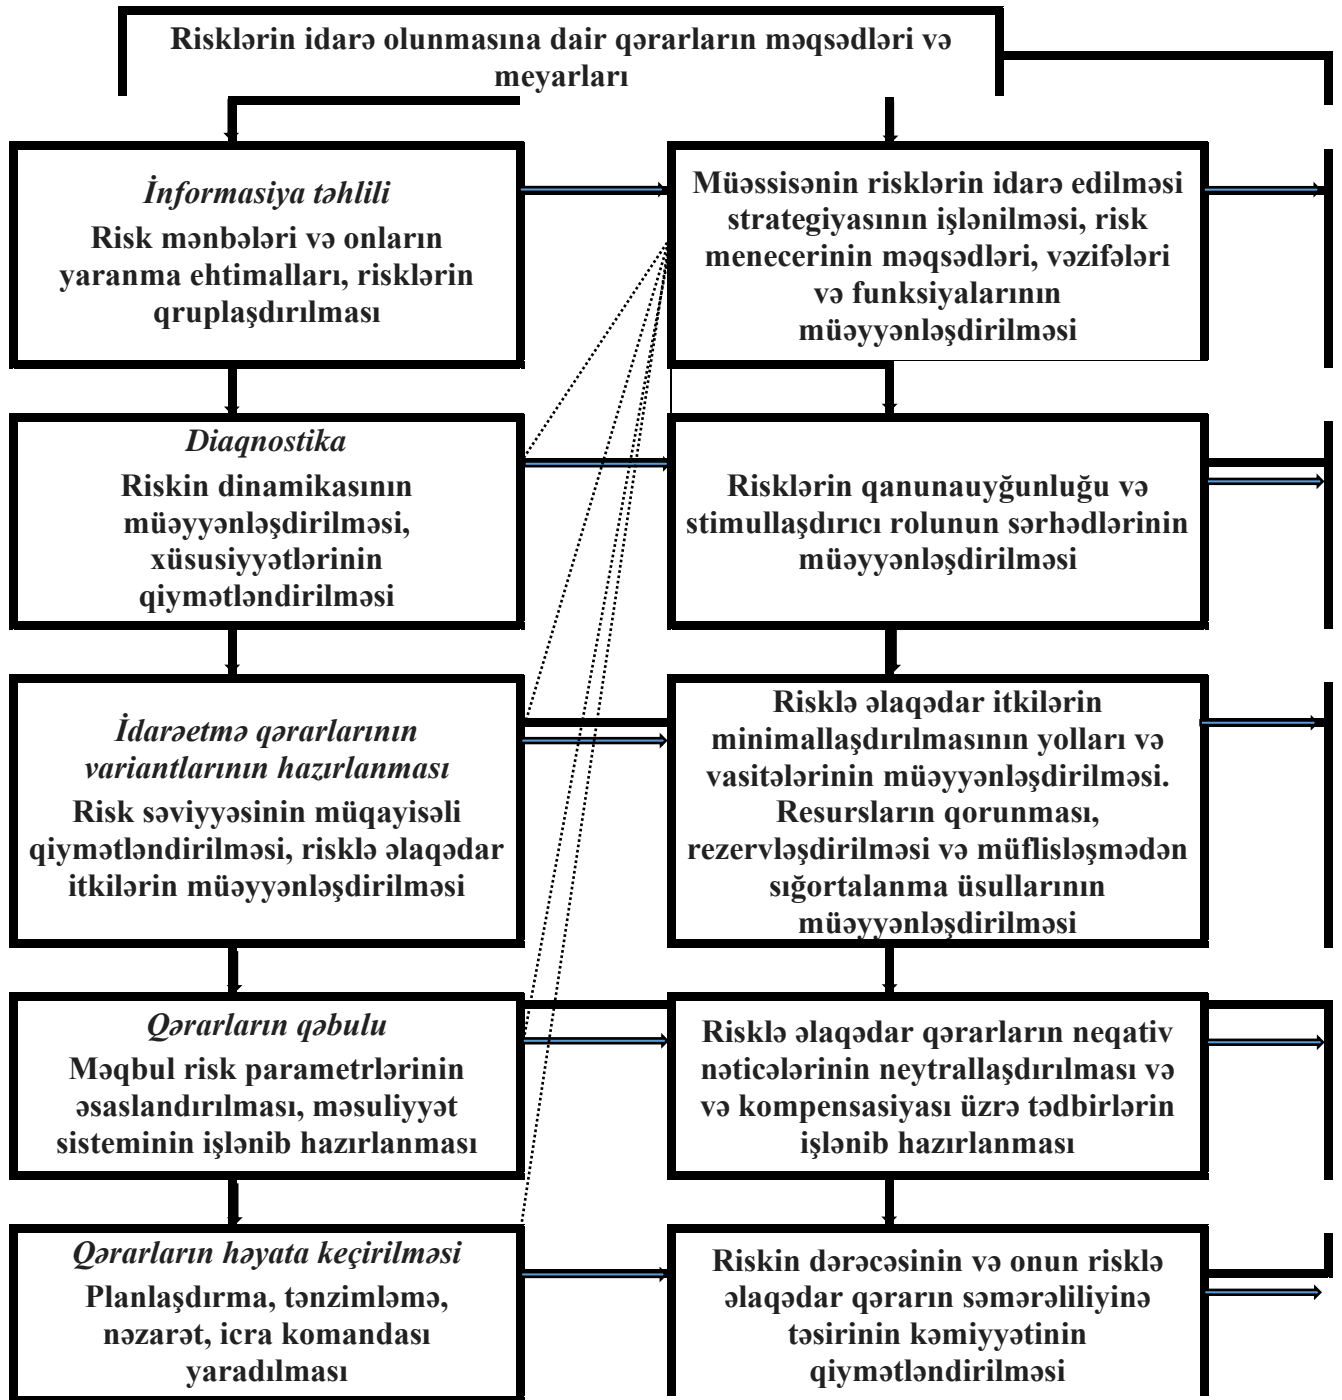 Risklərin idarə olunmasına dair qərarların məqsədləri və
meyarları
İnformasiya təhlili
Risk mənbələri və onların
yaranma ehtimalları, risklərin
qruplaşdırılması
Müəssisənin risklərin idarə edilməsi
strategiyasının işlənilməsi, risk
menecerinin məqsədləri, vəzifələri
və funksiyalarının
müəyyənləşdirilməsi
Diaqnostika
Riskin dinamikasının
müəyyənləşdirilməsi,
xüsusiyyətlərinin
qiymətləndirilməsi
Risklərin qanunauyğunluğu və
stimullaşdırıcı rolunun sərhədlərinin
müəyyənləşdirilməsi
İdarəetmə qərarlarının
variantlarının hazırlanması
Risk səviyyəsinin müqayisəli
qiymətləndirilməsi, risklə əlaqədar
itkilərin müəyyənləşdirilməsi
Risklə əlaqədar itkilərin
minimallaşdırılmasının yolları və
vasitələrinin müəyyənləşdirilməsi.
Resursların qorunması,
rezervləşdirilməsi və müflisləşmədən
sığortalanma üsullarının
müəyyənləşdirilməsi
Qərarların qəbulu
Məqbul risk parametrlərinin
əsaslandırılması, məsuliyyət
sisteminin işlənib hazırlanması
Risklə əlaqədar qərarların neqativ
nəticələrinin neytrallaşdırılması və
və kompensasiyası üzrə tədbirlərin
işlənib hazırlanması
Qərarların həyata keçirilməsi
Planlaşdırma, tənzimləmə,
nəzarət, icra komandası
yaradılması
Riskin dərəcəsinin və onun risklə
əlaqədar qərarın səmərəliliyinə
təsirinin kəmiyyətinin
qiymətləndirilməsi